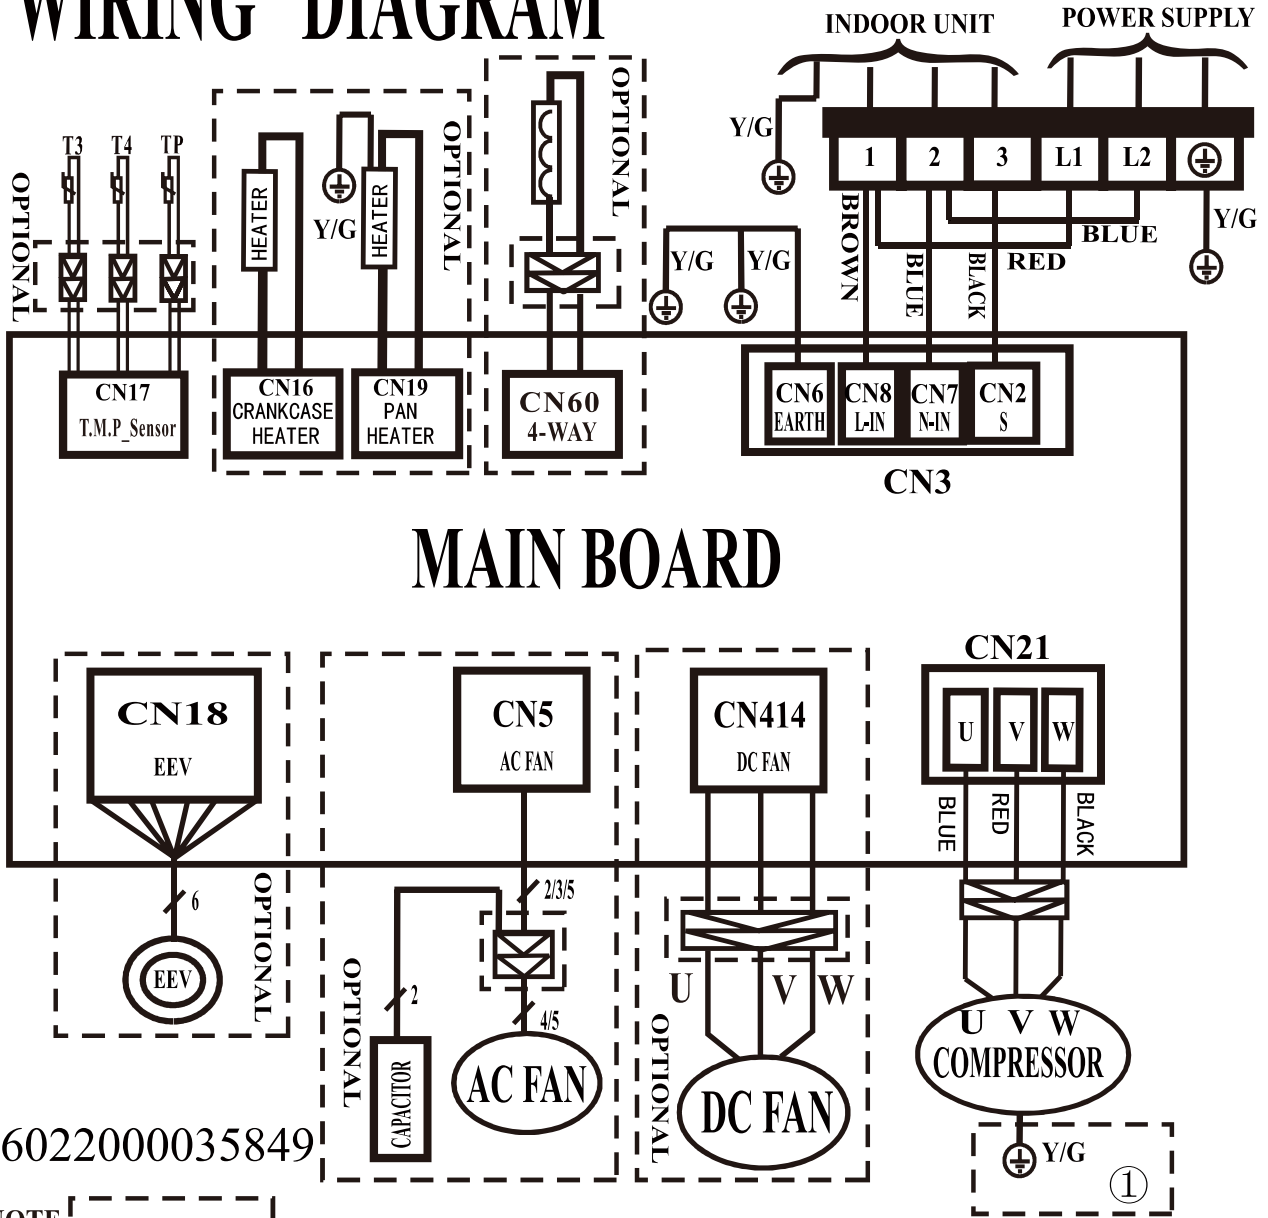 WIRING DIAGRAM
INDOOR UNIT
POWER SUPPLY
Y/G
1
2
3
L1
L2
Y/G
BROWN
BLUE
BLACK
BLUE
RED
T3
T4
TP
OPTIONAL
HEATER
Y/G
HEATER
OPTIONAL
OPTIONAL
Y/G
Y/G
CN17
T.M.P_Sensor
CN16
CRANKCASE
HEATER
CN19
PAN
HEATER
CN60
4-WAY
CN6
EARTH
CN8
L-IN
CN7
N-IN
CN2
S
CN3
MAIN BOARD
CN18
EEV
6
EEV
OPTIONAL
CN5
AC FAN
2/3/5
2
4/5
OPTIONAL
CAPACITOR
AC FAN
CN414
DC FAN
U
V
W
OPTIONAL
DC FAN
CN21
U
V
W
BLUE
RED
BLACK
U V W
COMPRESSOR
Y/G
①
16022000035849
NOTE